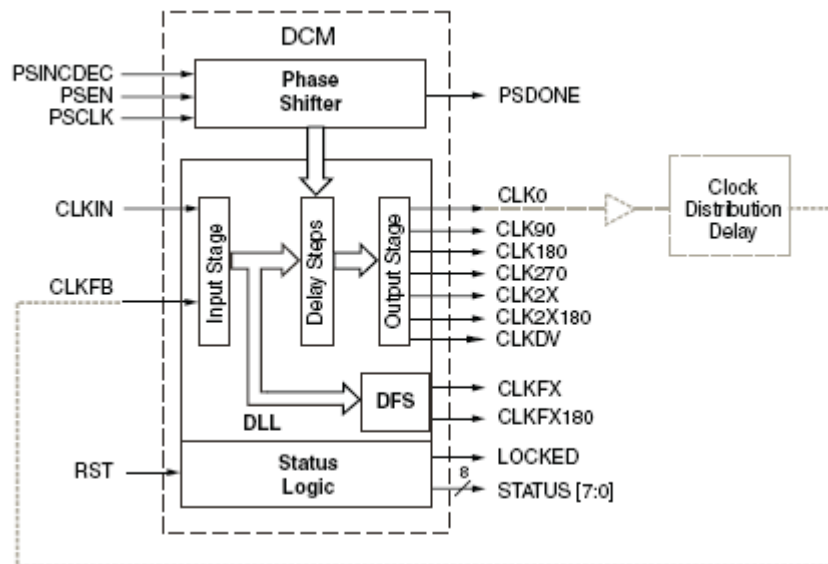 DCM
PSINCDEC
PSEN
PSCLK
Phase
Shifter
PSDONE
CLKIN
CLKFB
Input Stage
Delay Steps
Output Stage
CLK0
CLK90
CLK180
CLK270
CLK2X
CLK2X180
CLKDV
Clock
Distribution
Delay
DLL
DFS
CLKFX
CLKFX180
RST
Status
Logic
LOCKED
8
STATUS [7:0]